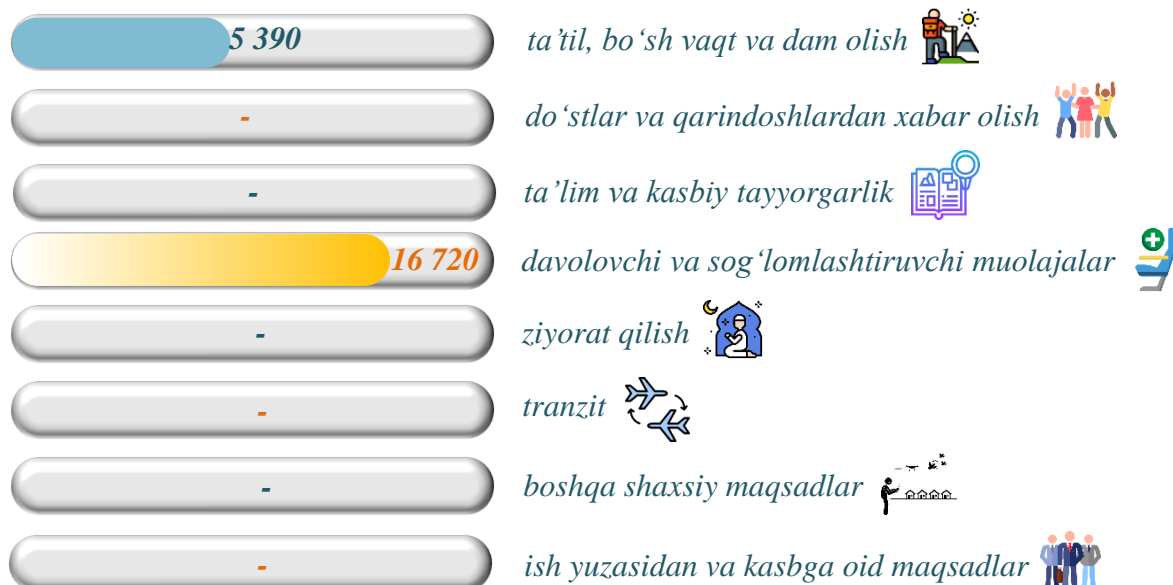 5 390 ta’til, bo‘sh vaqt va dam olish
- do‘stlar va qarindoshlardan xabar olish
- ta’lim va kasbiy tayyorgarlik
16 720 davolovchi va sog‘lomlashtiruvchi muolajalar
- ziyorat qilish
- tranzit
- boshqa shaxsiy maqsadlar
- ish yuzasidan va kasbga oid maqsadlar